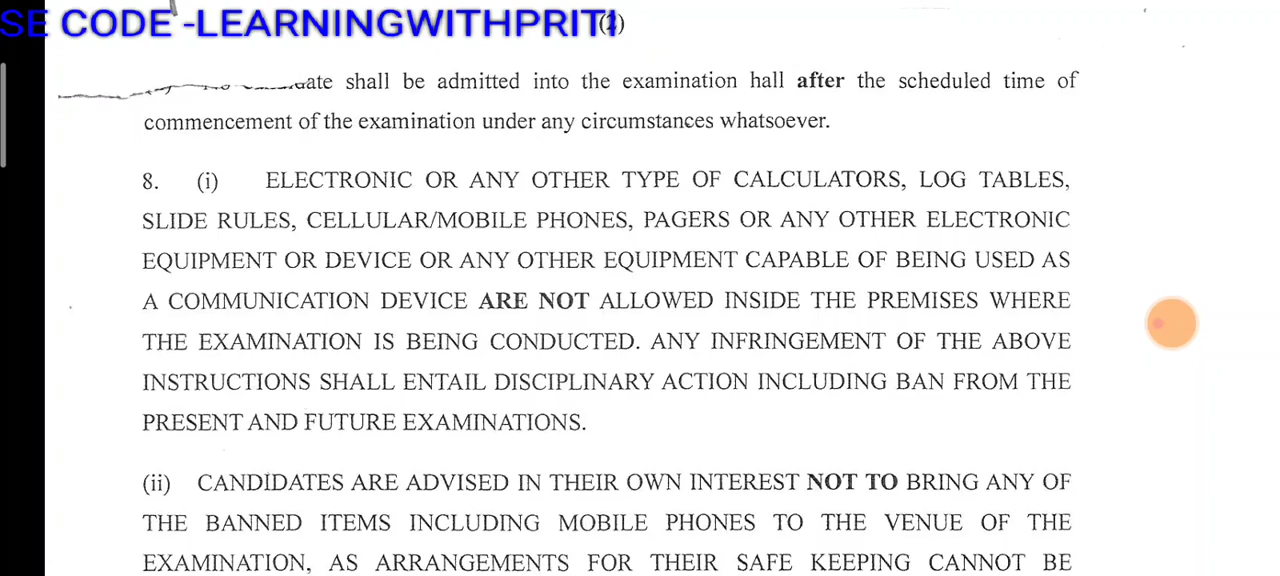 SE CODE -LEARNINGWITHPRITI
(2)
ate shall be admitted into the examination hall after the scheduled time of
commencement of the examination under any circumstances whatsoever.
8. (i) ELECTRONIC OR ANY OTHER TYPE OF CALCULATORS, LOG TABLES,
SLIDE RULES, CELLULAR/MOBILE PHONES, PAGERS OR ANY OTHER ELECTRONIC
EQUIPMENT OR DEVICE OR ANY OTHER EQUIPMENT CAPABLE OF BEING USED AS
A COMMUNICATION DEVICE ARE NOT ALLOWED INSIDE THE PREMISES WHERE
THE EXAMINATION IS BEING CONDUCTED. ANY INFRINGEMENT OF THE ABOVE
INSTRUCTIONS SHALL ENTAIL DISCIPLINARY ACTION INCLUDING BAN FROM THE
PRESENT AND FUTURE EXAMINATIONS.
(ii) CANDIDATES ARE ADVISED IN THEIR OWN INTEREST NOT TO BRING ANY OF
THE BANNED ITEMS INCLUDING MOBILE PHONES TO THE VENUE OF THE
EXAMINATION, AS ARRANGEMENTS FOR THEIR SAFE KEEPING CANNOT BE